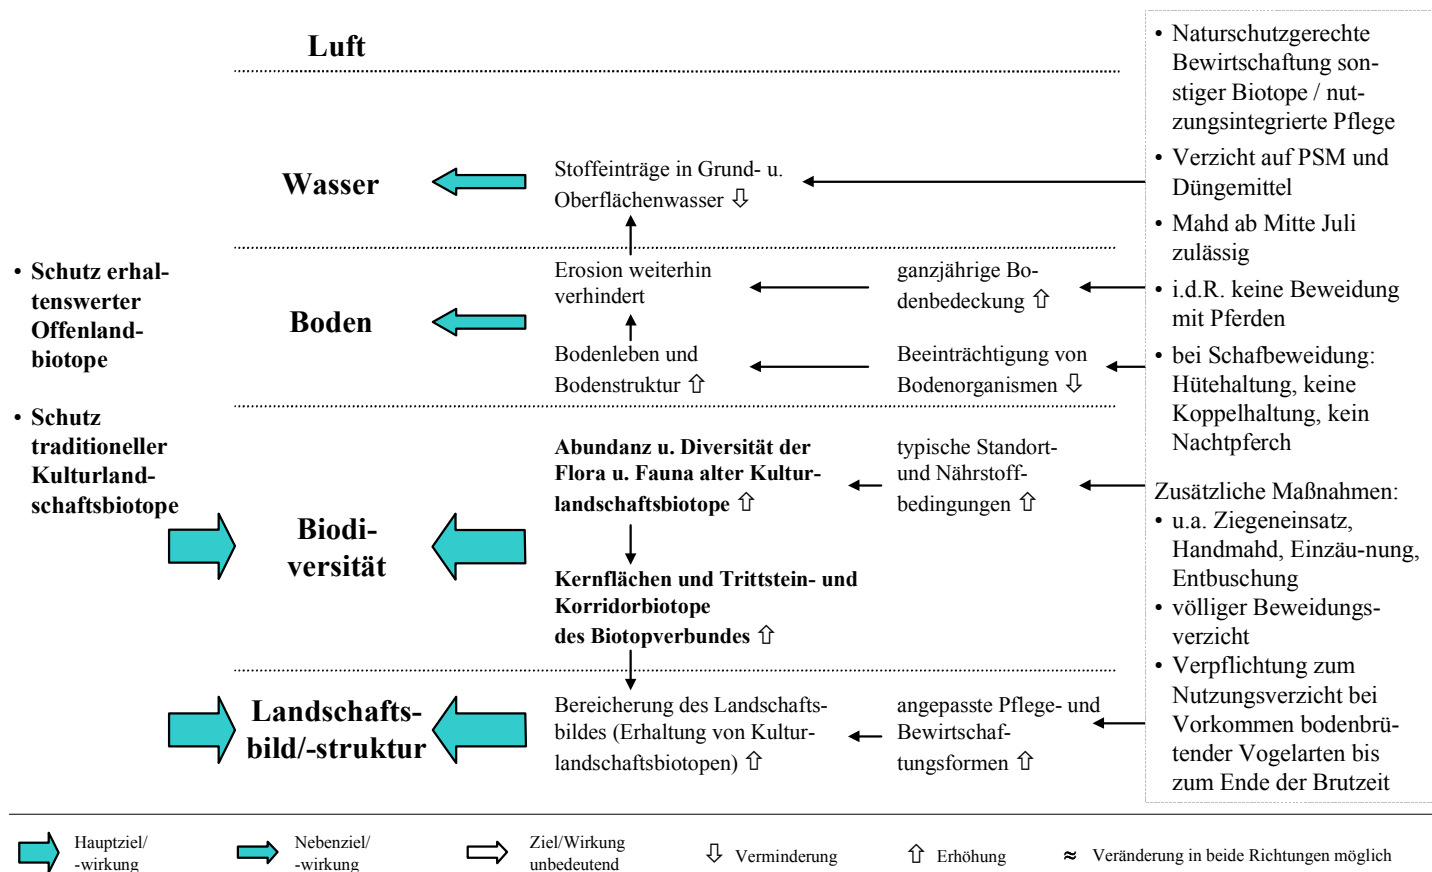 Luft
Wasser
Stoffeinträge in Grund- u.
Oberflächenwasser ⇩
• Schutz erhal-
tenswerter
Offenland-
biotope
• Schutz
traditioneller
Kulturland-
schaftsbiotope
Boden
Erosion weiterhin
verhindert
ganzjährige Bo-
denbedeckung ⇧
Bodenleben und
Bodenstruktur ⇧
Beeinträchtigung von
Bodenorganismen ⇩
Biodi-
versität
Abundanz u. Diversität der
Flora u. Fauna alter Kultur-
landschaftsbiotope ⇧
typische Standort-
und Nährstoff-
bedingungen ⇧
Kernflächen und Trittstein- und
Korridorbiotope
des Biotopverbundes ⇧
Landschafts-
bild/-struktur
Bereicherung des Landschafts-
bildes (Erhaltung von Kultur-
landschaftsbiotopen) ⇧
angepasste Pflege- und
Bewirtschaf-
tungsformen ⇧
• Naturschutzgerechte
Bewirtschaftung son-
stiger Biotope / nut-
zungsintegrierte Pflege
• Verzicht auf PSM und
Düngemittel
• Mahd ab Mitte Juli
zulässig
• i.d.R. keine Beweidung
mit Pferden
• bei Schafbeweidung:
Hütehaltung, keine
Koppelhaltung, kein
Nachtpferch
Zusätzliche Maßnahmen:
• u.a. Ziegeneinsatz,
Handmahd, Einzäu-nung,
Entbuschung
• völliger Beweidungs-
verzicht
• Verpflichtung zum
Nutzungsverzicht bei
Vorkommen bodenbrü-
tender Vogelarten bis
zum Ende der Brutzeit
Hauptziel/
-wirkung
Nebenziel/
-wirkung
Ziel/Wirkung
unbedeutend
⇩ Verminderung
⇧ Erhöhung
≈ Veränderung in beide Richtungen möglich